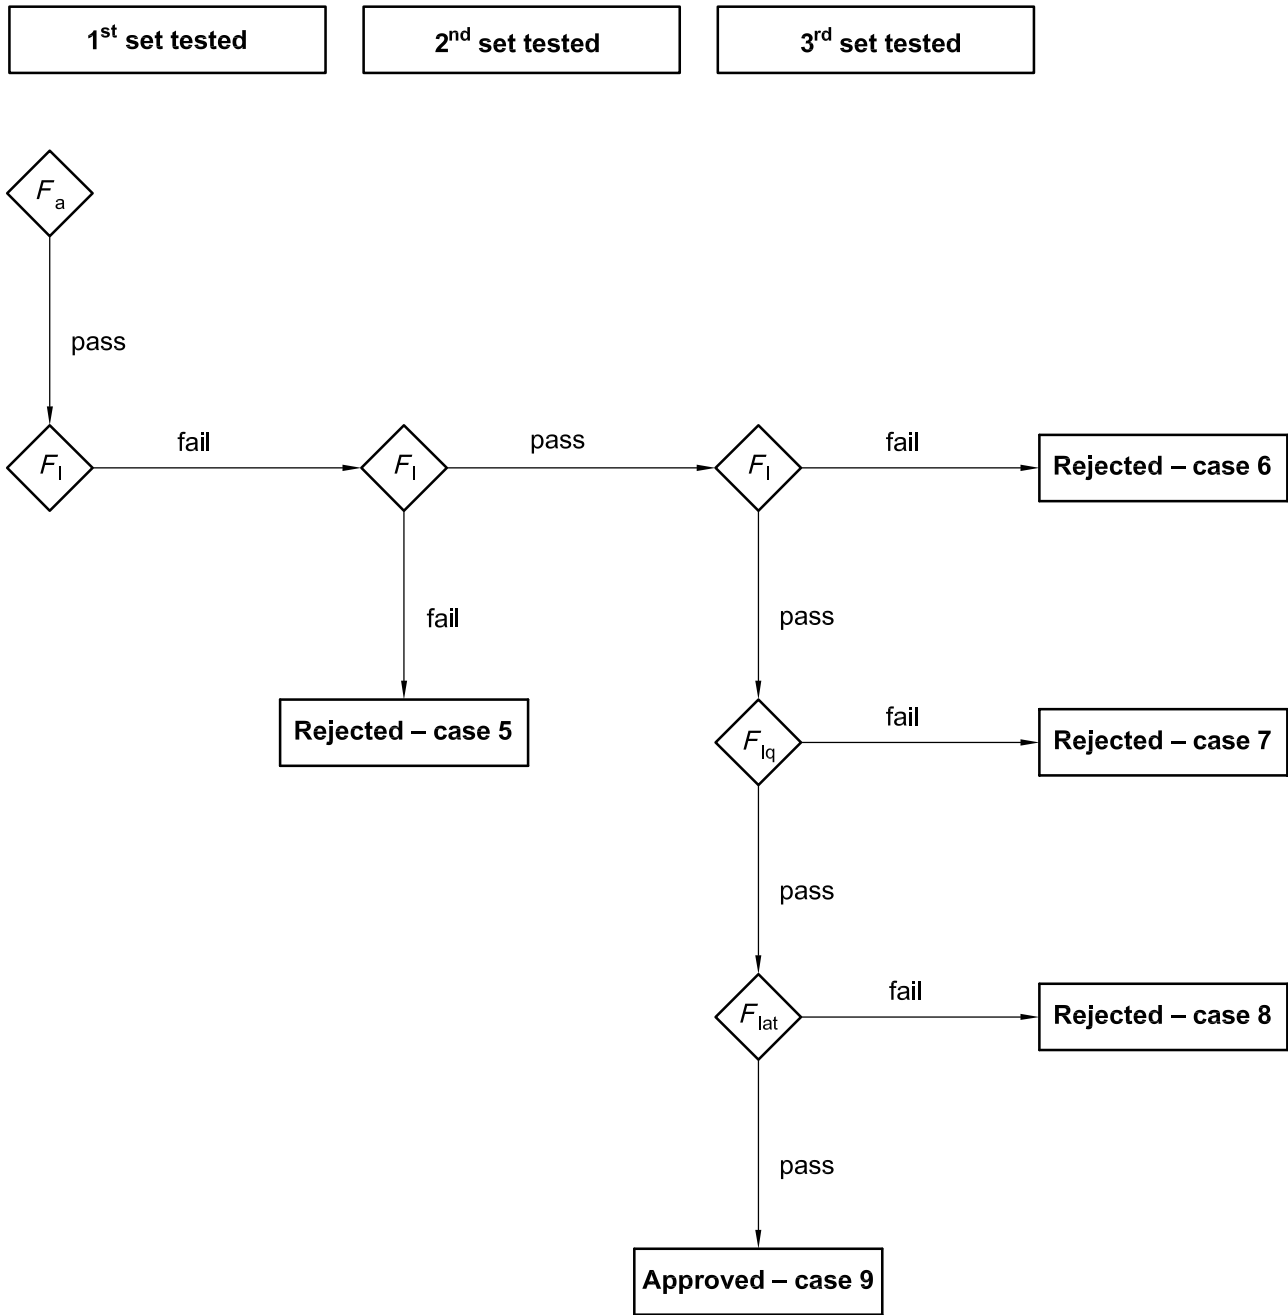 1st set tested
2nd set tested
3rd set tested
Fa
pass
Fl
fail
Fl
pass
Fl
fail
Rejected – case 6
fail
pass
Rejected – case 5
Flq
fail
Rejected – case 7
pass
Flat
fail
Rejected – case 8
pass
Approved – case 9